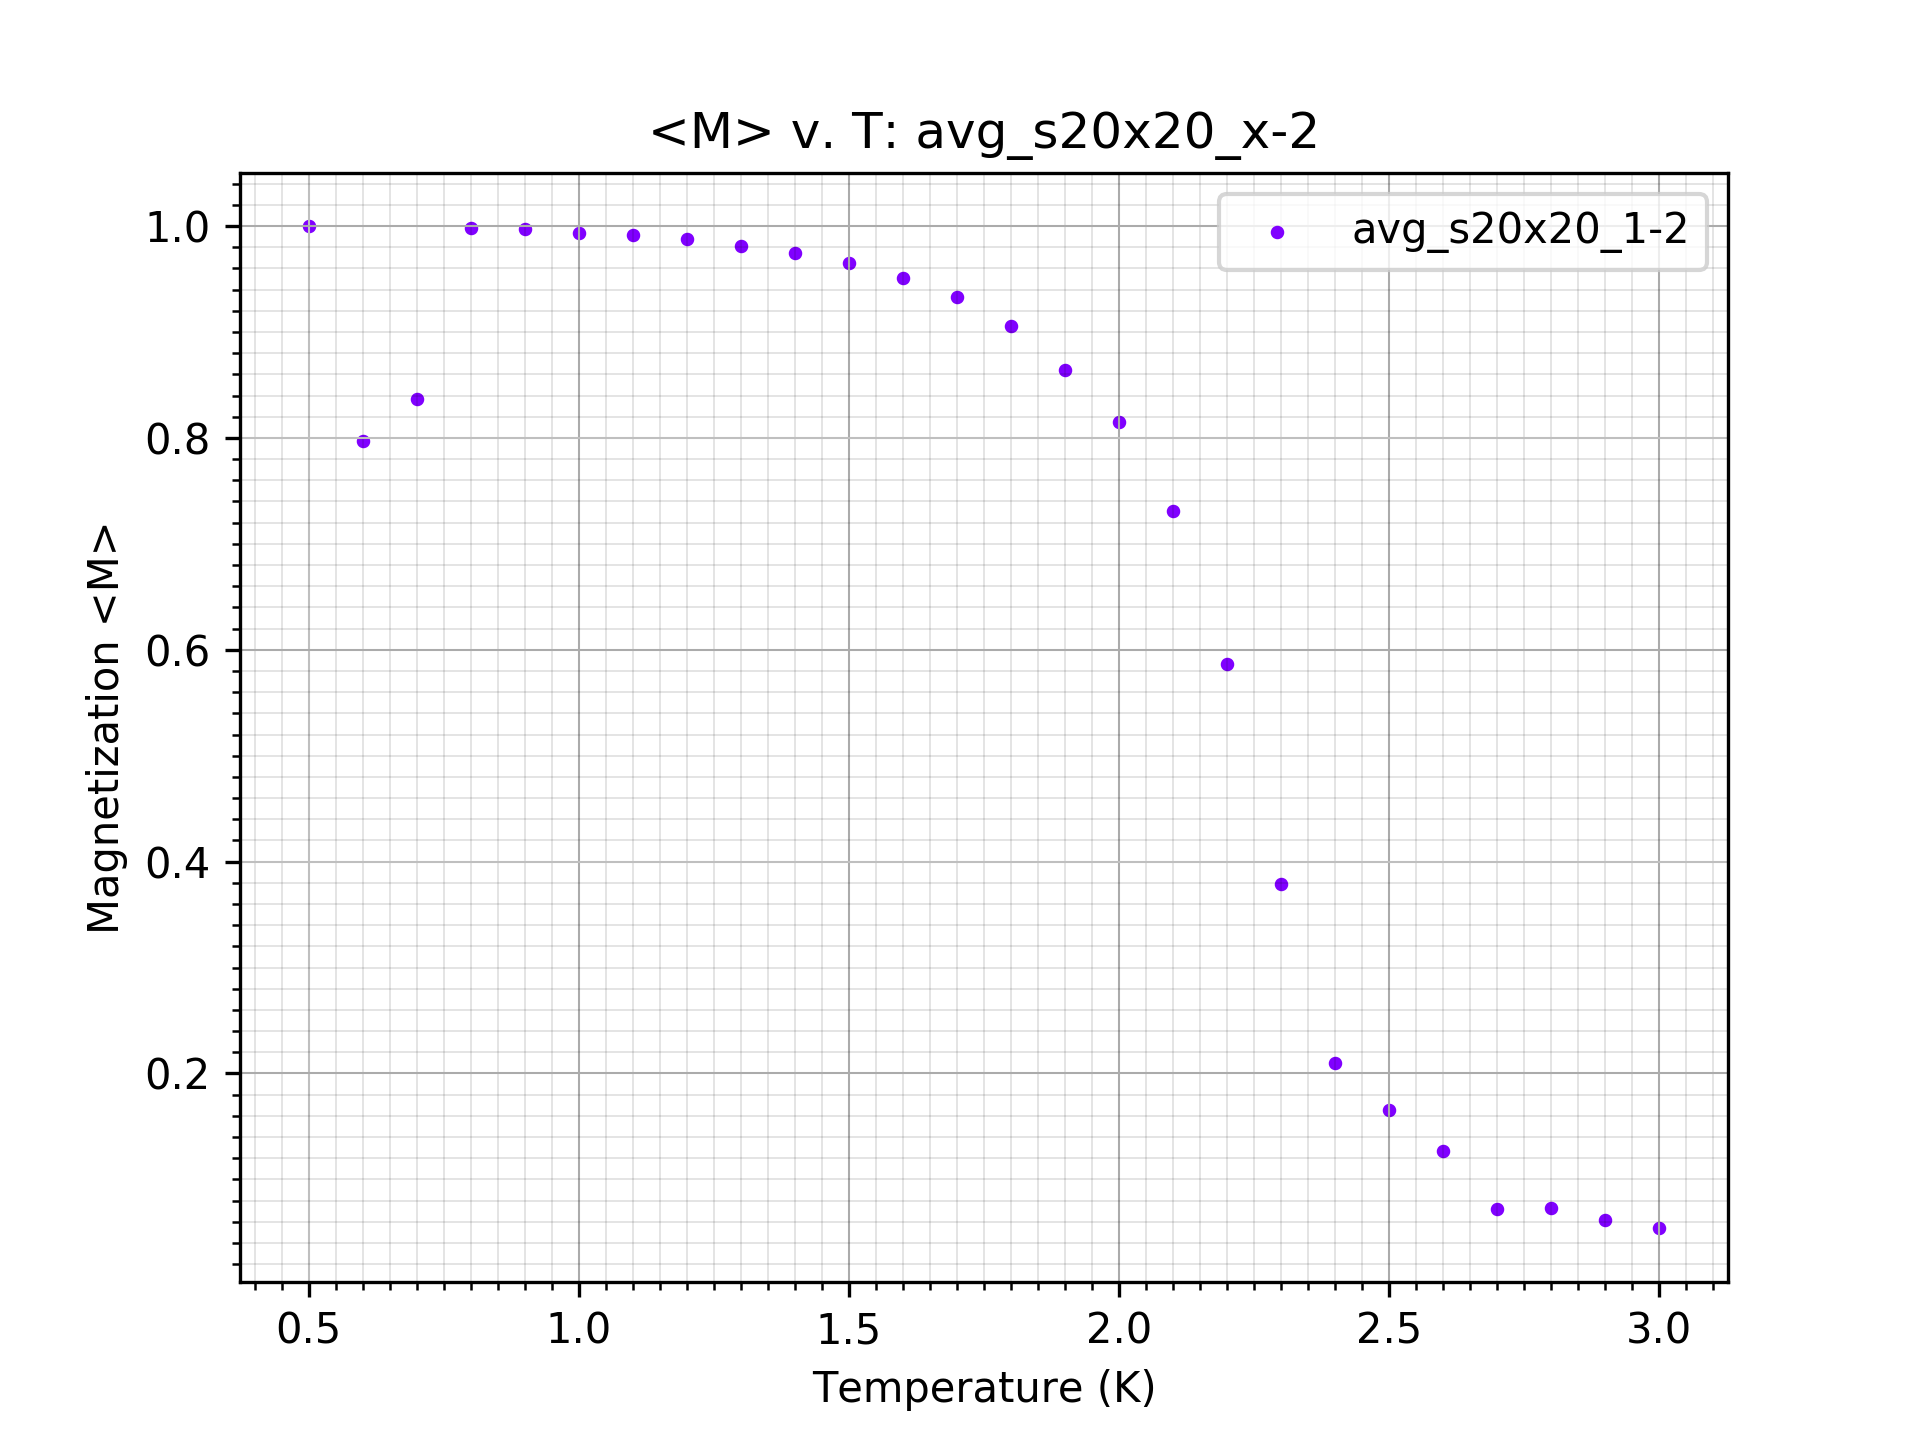 <M> v. T: avg_s20x20_x-2
avg_s20x20_1-2
Magnetization <M>
1.0
0.8
0.6
0.4
0.2
0.5 1.0 1.5 2.0 2.5 3.0
Temperature (K)